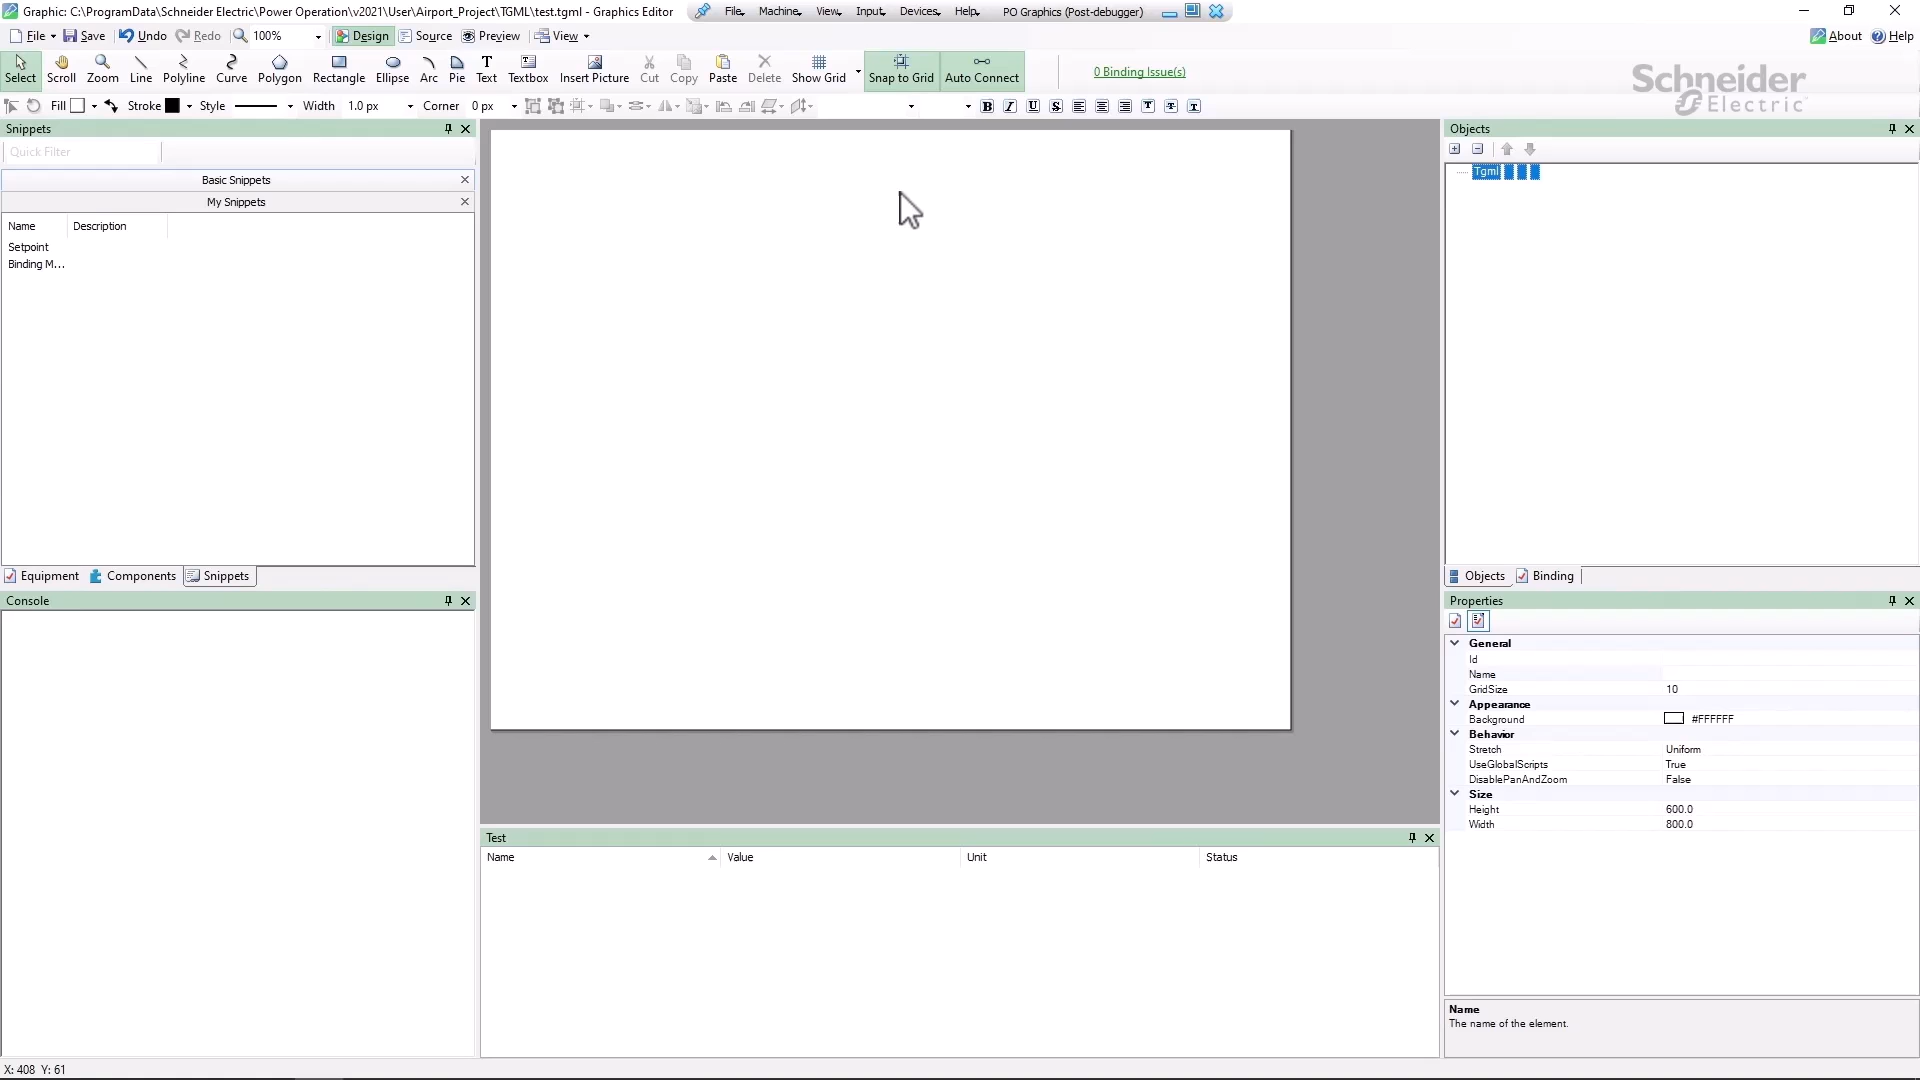 Graphic: C:\ProgramData\Schneider Electric\Power Operation\v2021\User\Airport_Project\TGML\test.tgml - Graphics Editor
File Machine View Input Devices Help PO Graphics (Post-debugger)
File Save Undo Redo 100% Design Source Preview View About Help
Select Scroll Zoom Line Polyline Curve Polygon Rectangle Ellipse Arc Pie Text Textbox Insert Picture Cut Copy Paste Delete Show Grid Snap to Grid Auto Connect 0 Binding Issue(s)
Schneider Electric
Fill Stroke Style Width 1.0 px Corner 0 px
Snippets
Quick Filter
Basic Snippets
My Snippets
Name Description
Setpoint
Binding M...
Equipment Components Snippets
Console
Test
Name Value Unit Status
Objects
Tgml
Objects Binding
Properties
General
Id
Name
GridSize 10
Appearance
Background #FFFFFF
Behavior
Stretch Uniform
UseGlobalScripts True
DisablePanAndZoom False
Size
Height 600.0
Width 800.0
Name
The name of the element.
X: 408 Y: 61